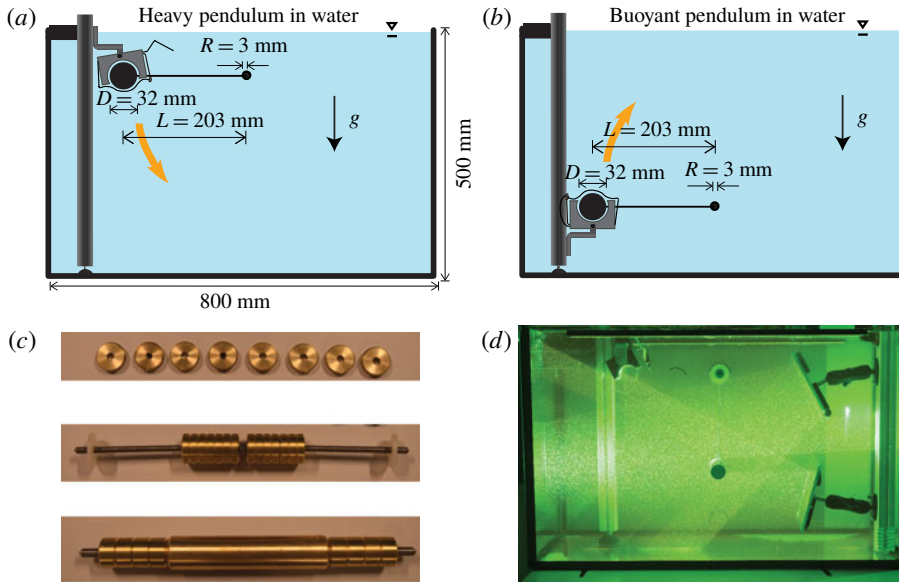 (a)
Heavy pendulum in water
R = 3 mm
D = 32 mm
L = 203 mm
g
500 mm
800 mm
(b)
Buoyant pendulum in water
g
L = 203 mm
D = 32 mm
R = 3 mm
(c)
(d)